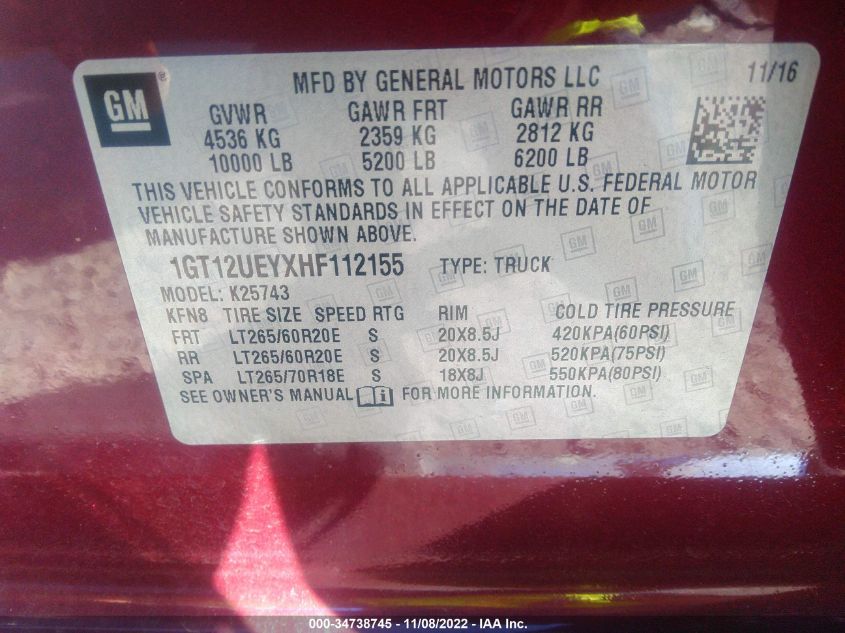 GM ®
MFD BY GENERAL MOTORS LLC 11/16
GVWR GAWR FRT GAWR RR
4536 KG 2359 KG 2812 KG
10000 LB 5200 LB 6200 LB
THIS VEHICLE CONFORMS TO ALL APPLICABLE U.S. FEDERAL MOTOR
VEHICLE SAFETY STANDARDS IN EFFECT ON THE DATE OF
MANUFACTURE SHOWN ABOVE.
1GT12UEYXHF112155 TYPE: TRUCK
MODEL: K25743
KFN8 TIRE SIZE SPEED RTG RIM COLD TIRE PRESSURE
FRT LT265/60R20E S 20X8.5J 420KPA(60PSI)
RR LT265/60R20E S 20X8.5J 520KPA(75PSI)
SPA LT265/70R18E S 18X8J 550KPA(80PSI)
SEE OWNER'S MANUAL i FOR MORE INFORMATION.
000-34738745 - 11/08/2022 - IAA Inc.